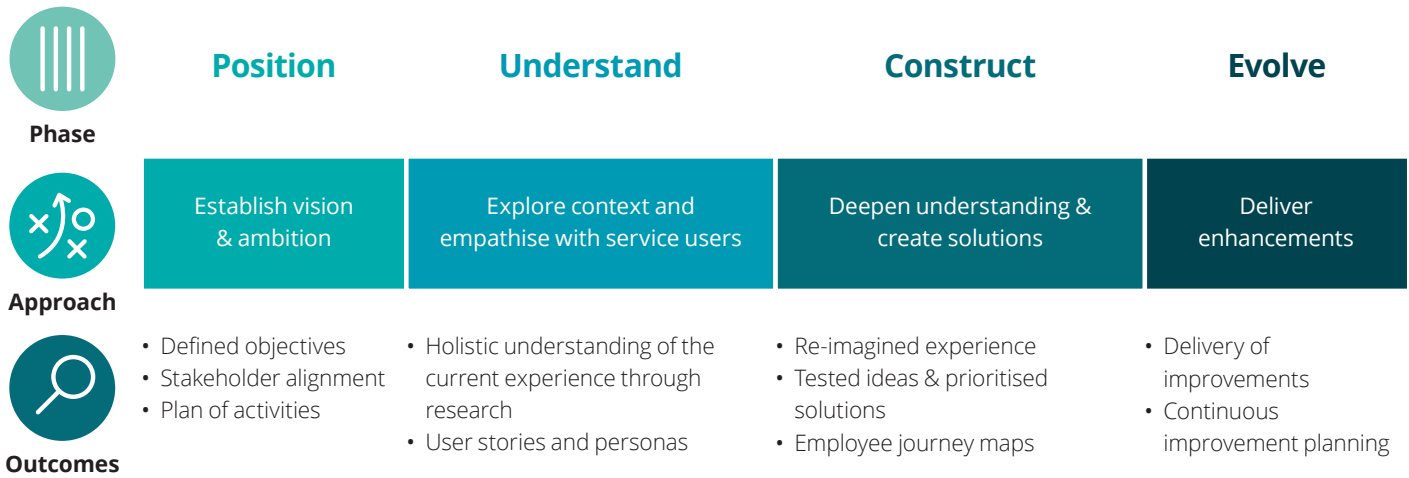 Phase
Position
Understand
Construct
Evolve
Approach
Establish vision
& ambition
Explore context and
empathise with service users
Deepen understanding &
create solutions
Deliver
enhancements
Outcomes
• Defined objectives
• Stakeholder alignment
• Plan of activities
• Holistic understanding of the
current experience through
research
• User stories and personas
• Re-imagined experience
• Tested ideas & prioritised
solutions
• Employee journey maps
• Delivery of
improvements
• Continuous
improvement planning